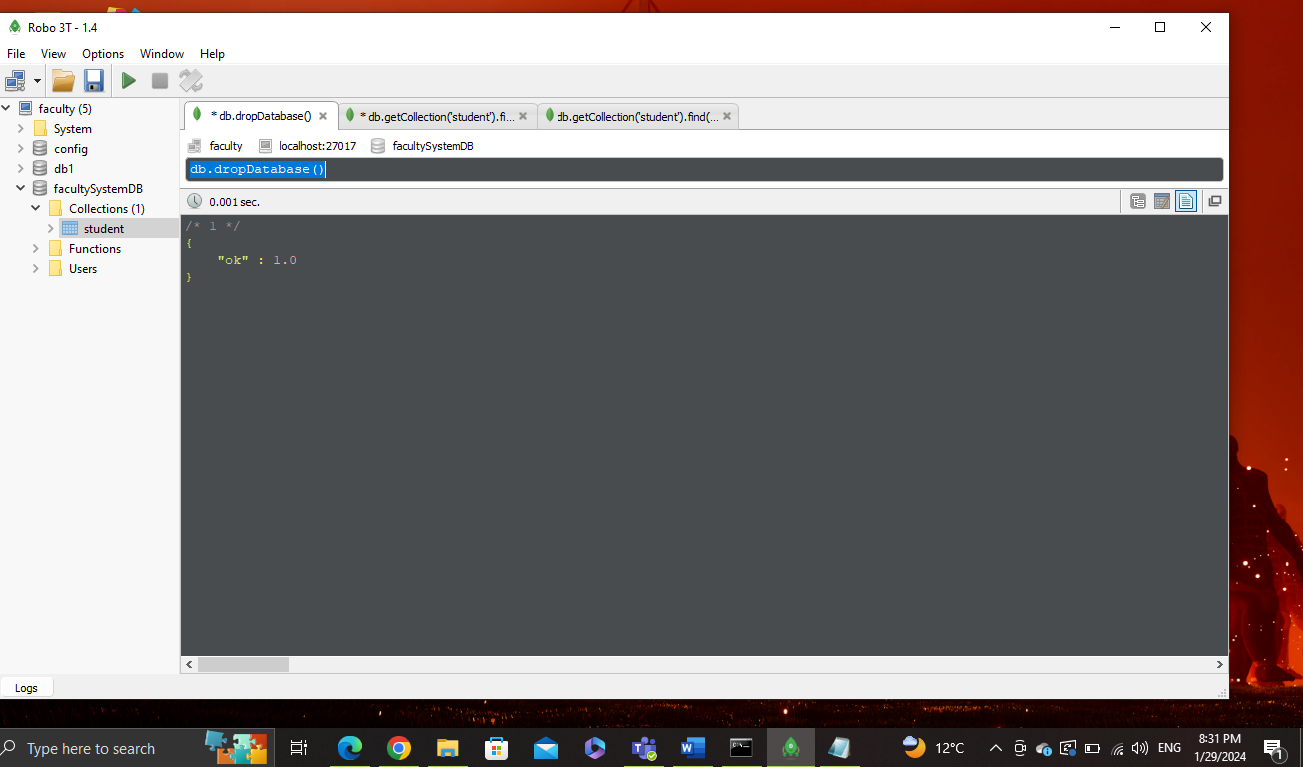 Robo 3T - 1.4
File View Options Window Help
faculty (5)
System
config
db1
facultySystemDB
Collections (1)
student
Functions
Users
* db.dropDatabase()
* db.getCollection('student').fi...
db.getCollection('student').find(...
faculty localhost:27017 facultySystemDB
db.dropDatabase()
0.001 sec.
/* 1 */
{
"ok" : 1.0
}
Logs
Type here to search
12°C
ENG
8:31 PM
1/29/2024
1